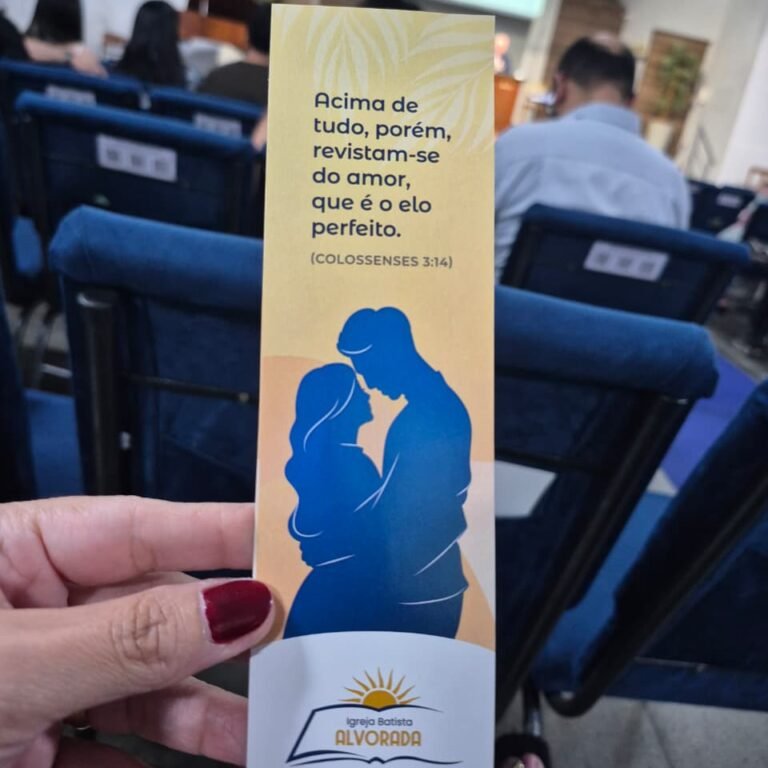 Acima de
tudo, porém,
revistam-se
do amor,
que é o elo
perfeito.
(COLOSSENSES 3:14)
Igreja Batista
ALVORADA